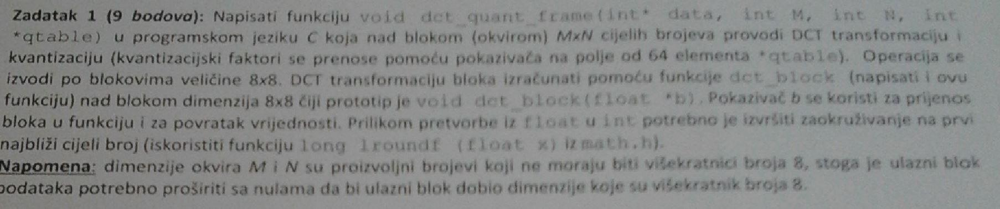 Zadatak 1 (9 bodova): Napisati funkciju void dct_quant_frame(int* data, int M, int N, int
*qtable) u programskom jeziku C koja nad blokom (okvirom) MxN cijelih brojeva provodi DCT transformaciju i
kvantizaciju (kvantizacijski faktori se prenose pomoću pokazivača na polje od 64 elementa *qtable). Operacija se
izvodi po blokovima veličine 8x8. DCT transformaciju bloka izračunati pomoću funkcije dct_block (napisati i ovu
funkciju) nad blokom dimenzija 8x8 čiji prototip je void dct_block(float *b). Pokazivač b se koristi za prijenos
bloka u funkciju i za povratak vrijednosti. Prilikom pretvorbe iz float u int potrebno je izvršiti zaokruživanje na prvi
najbliži cijeli broj (iskoristiti funkciju long lroundf (float x) iz math.h).
Napomena: dimenzije okvira M i N su proizvoljni brojevi koji ne moraju biti višekratnici broja 8, stoga je ulazni blok
podataka potrebno proširiti sa nulama da bi ulazni blok dobio dimenzije koje su višekratnik broja 8.